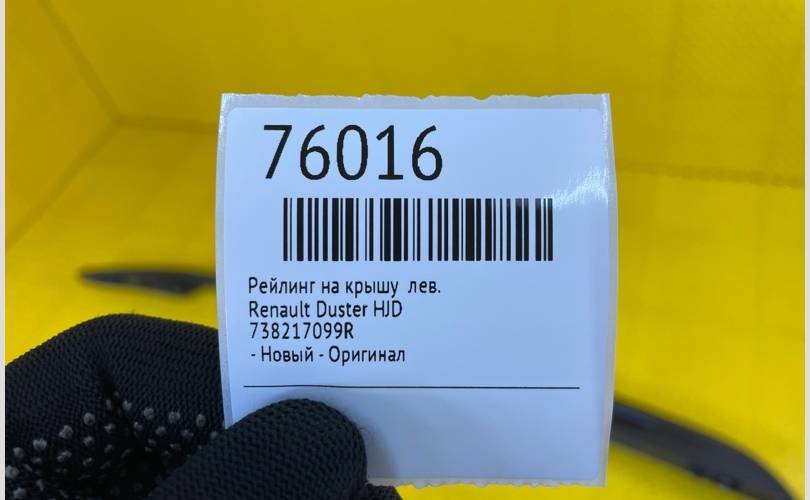 76016
Рейлинг на крышу лев.
Renault Duster HJD
738217099R
- Новый - Оригинал